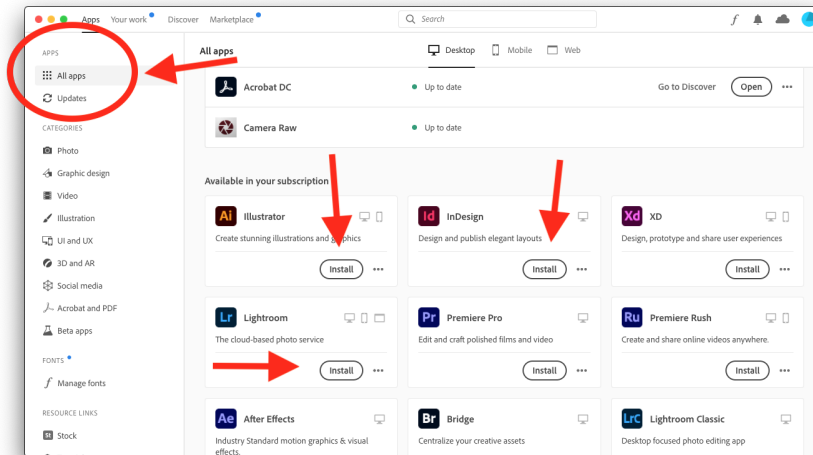 Apps Your work Discover Marketplace Search
APPS
All apps
Updates
CATEGORIES
Photo
Graphic design
Video
Illustration
UI and UX
3D and AR
Social media
Acrobat and PDF
Beta apps
FONTS
Manage fonts
RESOURCE LINKS
St Stock
All apps Desktop Mobile Web
Acrobat DC Up to date Go to Discover Open
Camera Raw Up to date
Available in your subscription
Ai Illustrator
Create stunning illustrations and graphics
Install
Id InDesign
Design and publish elegant layouts
Install
Xd XD
Design, prototype and share user experiences
Install
Lr Lightroom
The cloud-based photo service
Install
Pr Premiere Pro
Edit and craft polished films and video
Install
Ru Premiere Rush
Create and share online videos anywhere.
Install
Ae After Effects
Industry Standard motion graphics & visual
effects.
Br Bridge
Centralize your creative assets
LrC Lightroom Classic
Desktop focused photo editing app